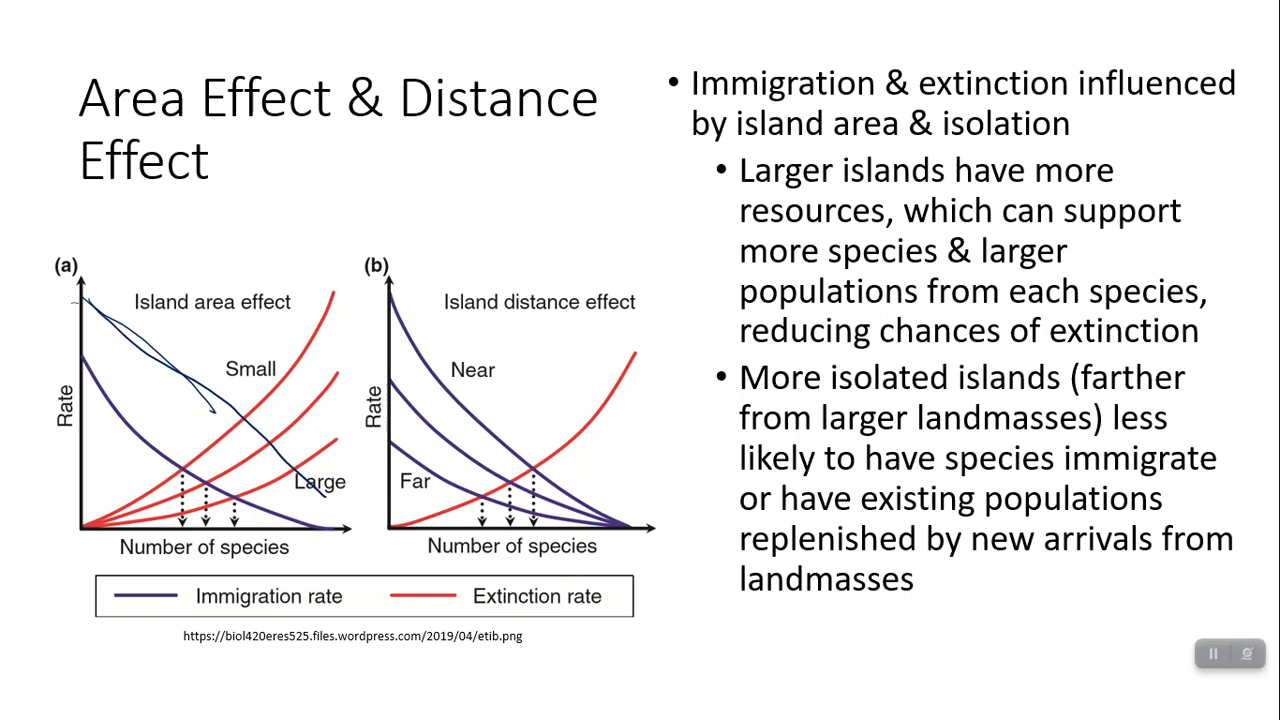 Area Effect & Distance
Effect
• Immigration & extinction influenced
by island area & isolation
• Larger islands have more
resources, which can support
more species & larger
populations from each species,
reducing chances of extinction
• More isolated islands (farther
from larger landmasses) less
likely to have species immigrate
or have existing populations
replenished by new arrivals from
landmasses
(a)
Island area effect
Small
Large
Rate
Number of species
(b)
Island distance effect
Near
Far
Rate
Number of species
Immigration rate
Extinction rate
https://biol420eres525.files.wordpress.com/2019/04/etib.png